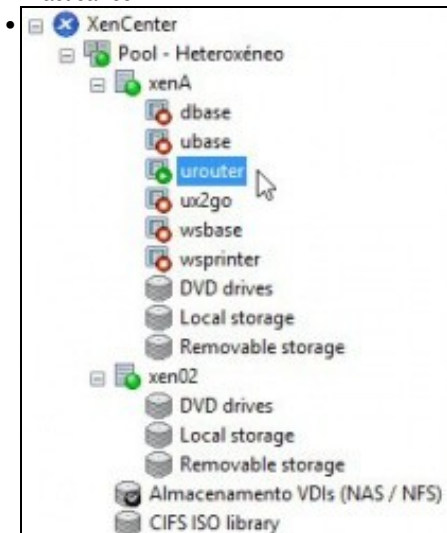 XenCenter
Pool - Heteroxéneo
xenA
dbase
ubase
urouter
ux2go
wsbase
wsprinter
DVD drives
Local storage
Removable storage
xen02
DVD drives
Local storage
Removable storage
Almacenamento VDIs (NAS / NFS)
CIFS ISO library